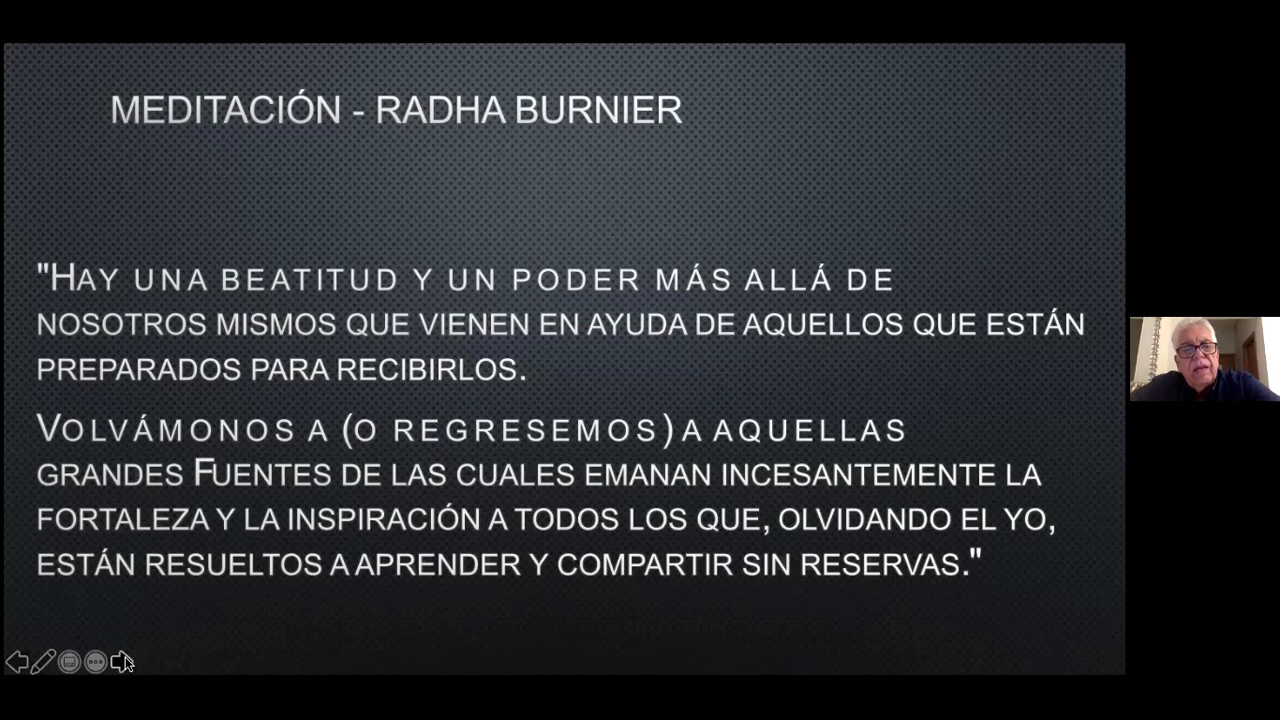 MEDITACIÓN - RADHA BURNIER
"HAY UNA BEATITUD Y UN PODER MÁS ALLÁ DE
NOSOTROS MISMOS QUE VIENEN EN AYUDA DE AQUELLOS QUE ESTÁN
PREPARADOS PARA RECIBIRLOS.
VOLVÁMONOS A (O REGRESEMOS) A AQUELLAS
GRANDES FUENTES DE LAS CUALES EMANAN INCESANTEMENTE LA
FORTALEZA Y LA INSPIRACIÓN A TODOS LOS QUE, OLVIDANDO EL YO,
ESTÁN RESUELTOS A APRENDER Y COMPARTIR SIN RESERVAS."